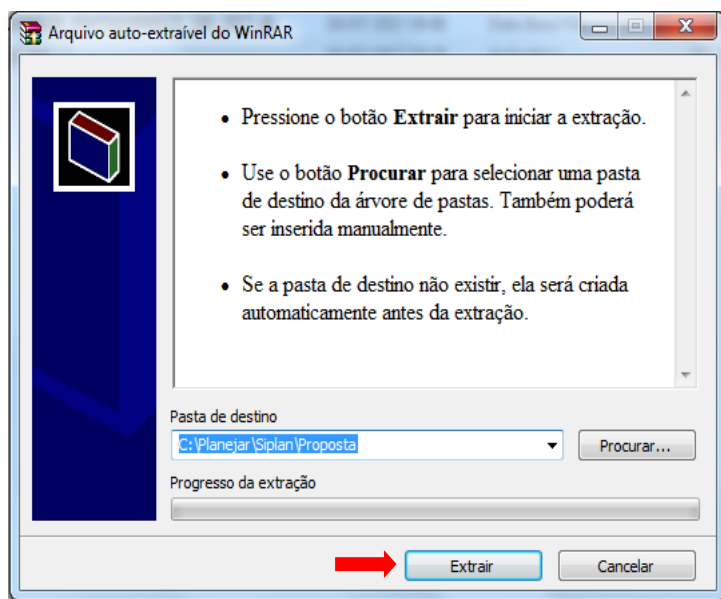 Arquivo auto-extraível do WinRAR
• Pressione o botão Extrair para iniciar a extração.
• Use o botão Procurar para selecionar uma pasta
de destino da árvore de pastas. Também poderá
ser inserida manualmente.
• Se a pasta de destino não existir, ela será criada
automaticamente antes da extração.
Pasta de destino
C:\Planejar\Siplan\Proposta
Procurar...
Progresso da extração
Extrair
Cancelar